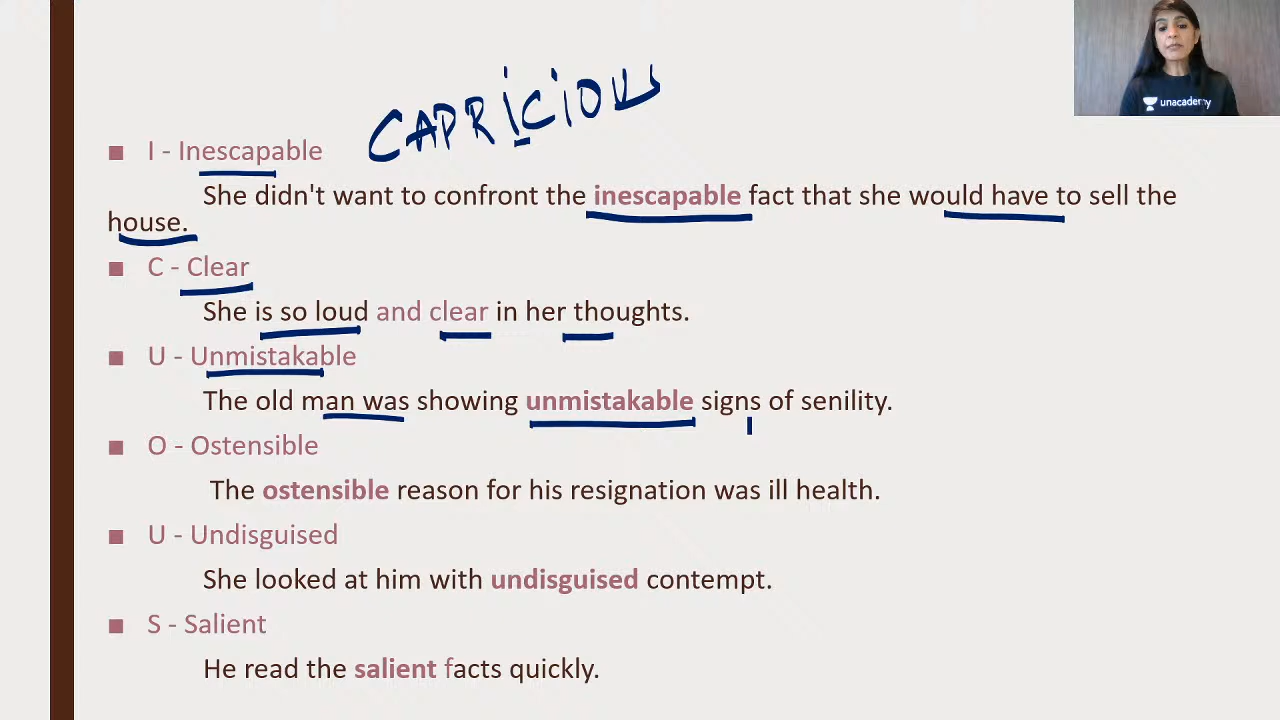 CAPRICIOUS
unacademy
■ I - Inescapable
She didn't want to confront the inescapable fact that she would have to sell the
house.
■ C - Clear
She is so loud and clear in her thoughts.
■ U - Unmistakable
The old man was showing unmistakable signs of senility.
■ O - Ostensible
The ostensible reason for his resignation was ill health.
■ U - Undisguised
She looked at him with undisguised contempt.
■ S - Salient
He read the salient facts quickly.